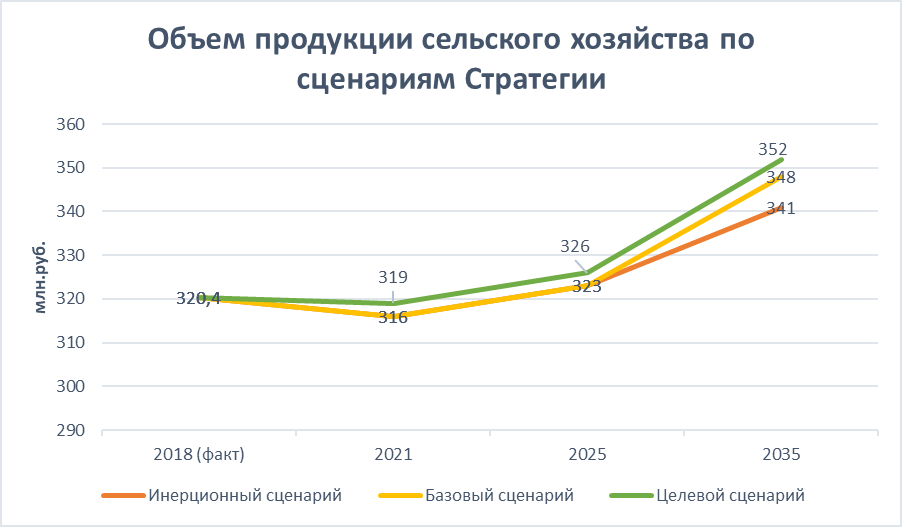 Объем продукции сельского хозяйства по
сценариям Стратегии
млн.руб.
360
350
340
330
320
310
300
290
320,4
319
316
326
323
352
348
341
2018 (факт)
2021
2025
2035
Инерционный сценарий
Базовый сценарий
Целевой сценарий